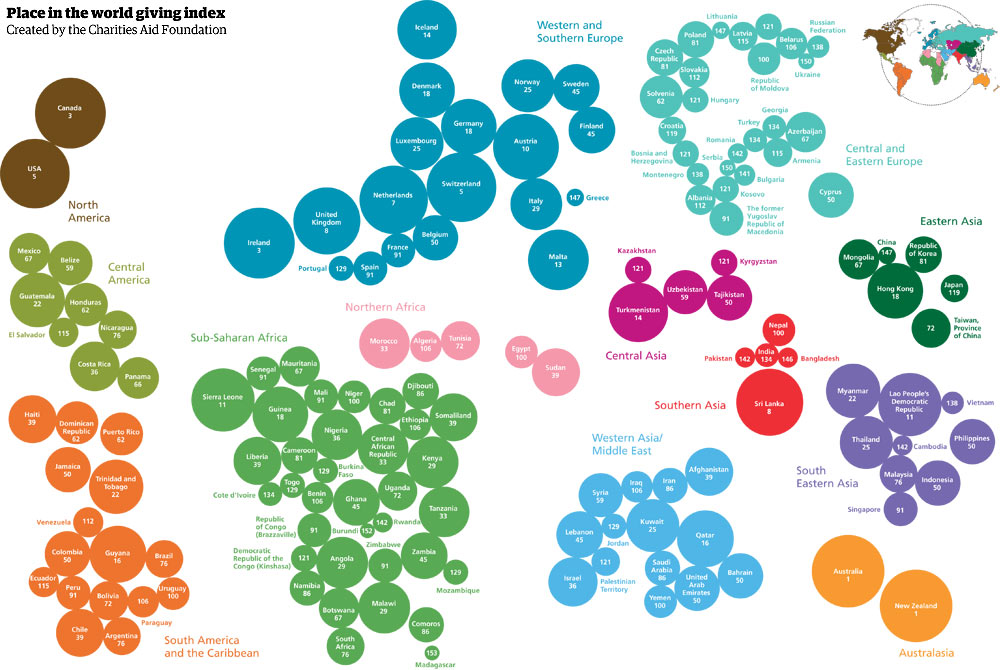 Place in the world giving index
Created by the Charities Aid Foundation
Canada
3
USA
5
North
America
Mexico
67
Belize
59
Central
America
Guatemala
22
Honduras
62
El Salvador
115
Nicaragua
76
Costa Rica
36
Panama
66
Haiti
39
Dominican
Republic
62
Puerto Rico
62
Jamaica
50
Trinidad and
Tobago
22
Venezuela
112
Colombia
50
Guyana
16
Brazil
76
Ecuador
115
Peru
91
Bolivia
72
106
Paraguay
Uruguay
100
Chile
39
Argentina
76
South America
and the Caribbean
Western and
Southern Europe
Iceland
14
Denmark
18
Norway
25
Sweden
45
Finland
45
Germany
18
Luxembourg
25
Austria
10
Switzerland
5
Netherlands
7
United
Kingdom
8
Ireland
3
Belgium
50
France
91
Spain
91
Portugal
129
Italy
29
147
Greece
Malta
13
Northern Africa
Morocco
33
Algeria
106
Tunisia
72
Egypt
100
Sudan
39
Sub-Saharan Africa
Senegal
91
Mauritania
67
Sierra Leone
11
Guinea
18
Mali
91
Niger
100
Chad
81
Djibouti
86
Ethiopia
106
Somaliland
39
Nigeria
36
Central
African
Republic
33
Liberia
39
Cameroon
81
129
Burkina
Faso
Kenya
29
Cote d'Ivoire
134
Togo
129
Benin
106
Ghana
45
Uganda
72
Tanzania
33
Republic
of Congo
(Brazzaville)
91
Burundi
152
142
Rwanda
Democratic
Republic of the
Congo (Kinshasa)
121
Angola
29
Zimbabwe
91
Zambia
45
129
Mozambique
Namibia
86
Botswana
67
Malawi
29
Comoros
86
South
Africa
76
153
Madagascar
Central and
Eastern Europe
Lithuania
147
Poland
81
Latvia
115
121
Belarus
106
Russian
Federation
138
150
Ukraine
Czech
Republic
81
Slovakia
112
100
Republic
of Moldova
Solvenia
62
121
Hungary
Croatia
119
Georgia
134
Turkey
134
Azerbaijan
67
115
Armenia
Romania
142
Bosnia and
Herzegovina
121
Serbia
150
141
Bulgaria
Montenegro
138
121
Kosovo
Albania
112
91
The former
Yugoslav
Republic of
Macedonia
Cyprus
50
Eastern Asia
China
147
Mongolia
67
Republic
of Korea
81
Hong Kong
18
Japan
119
72
Taiwan,
Province
of China
Kazakhstan
121
121
Kyrgyzstan
Uzbekistan
59
Turkmenistan
14
Tajikistan
50
Central Asia
Nepal
100
Pakistan
142
India
134
146
Bangladesh
Sri Lanka
8
Southern Asia
Western Asia/
Middle East
Afghanistan
39
Syria
59
Iraq
106
Iran
86
Lebanon
45
129
Jordan
Kuwait
25
Qatar
16
Israel
36
121
Palestinian
Territory
Saudi
Arabia
86
United
Arab
Emirates
50
Bahrain
50
Yemen
100
Myanmar
22
Lao People's
Democratic
Republic
11
138
Vietnam
Thailand
25
142
Cambodia
Philippines
50
Malaysia
76
Indonesia
50
Singapore
91
South
Eastern Asia
Australia
1
New Zealand
1
Australasia